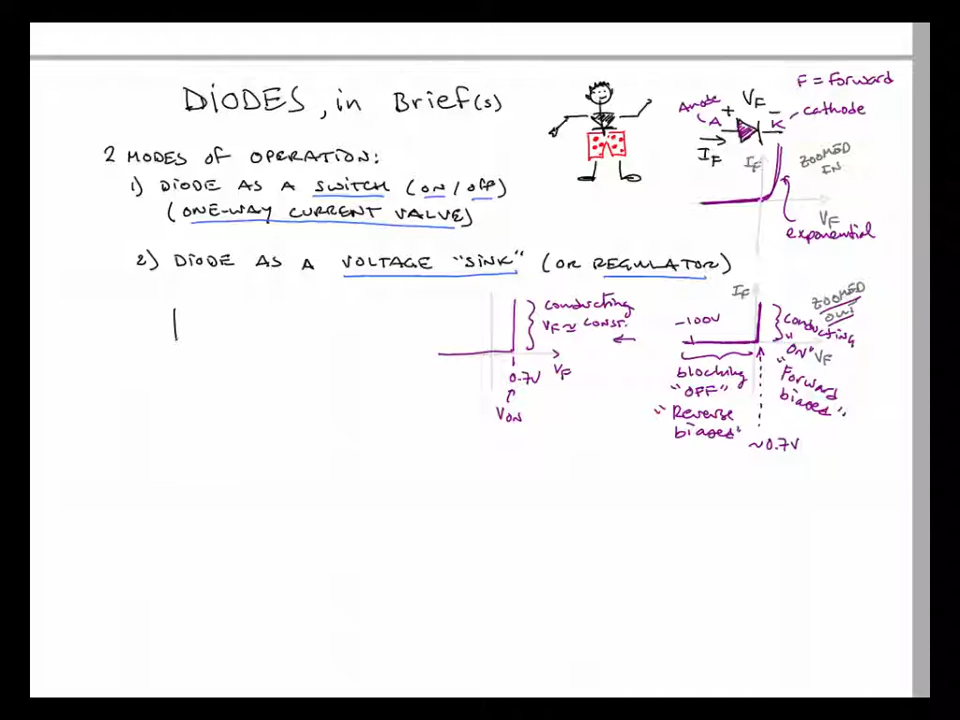 DIODES, in Brief(s)
2 MODES OF OPERATION:
1) DIODE AS A SWITCH (ON / OFF)
(ONE-WAY CURRENT VALVE)
2) DIODE AS A VOLTAGE "SINK" (OR REGULATOR)
F = Forward
Anode + VF - cathode
A K
IF
IF ZOOMED IN
VF
exponential
conducting
VF ≃ CONST.
0.7V VF
VON
IF ZOOMED OUT
-100V
conducting
"ON" VF
"Forward biased"
blocking
"OFF"
"Reverse biased"
~0.7V